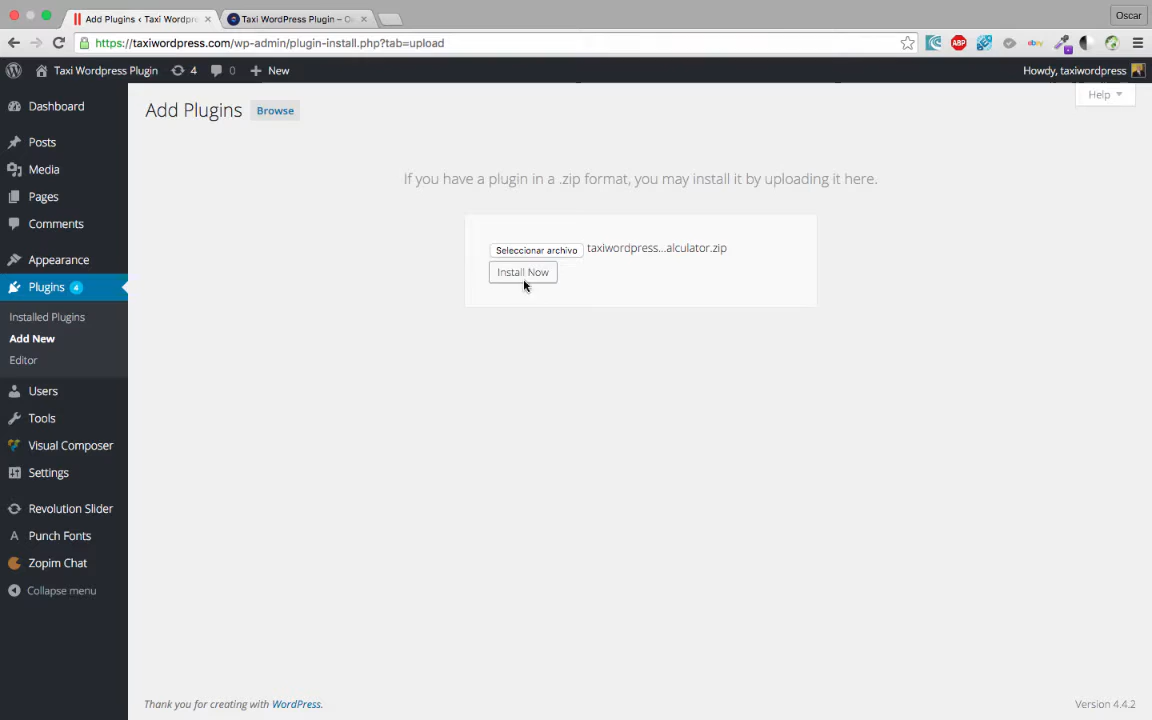 Add Plugins ‹ Taxi Wordpr
Taxi WordPress Plugin – C
Oscar
https://taxiwordpress.com/wp-admin/plugin-install.php?tab=upload
ABP
ebay
Taxi Wordpress Plugin
4
0
New
Howdy, taxiwordpress
Dashboard
Posts
Media
Pages
Comments
Appearance
Plugins 4
Installed Plugins
Add New
Editor
Users
Tools
Visual Composer
Settings
Revolution Slider
Punch Fonts
Zopim Chat
Collapse menu
Help
Add Plugins
Browse
If you have a plugin in a .zip format, you may install it by uploading it here.
Seleccionar archivo taxiwordpress...alculator.zip
Install Now
Thank you for creating with WordPress.
Version 4.4.2